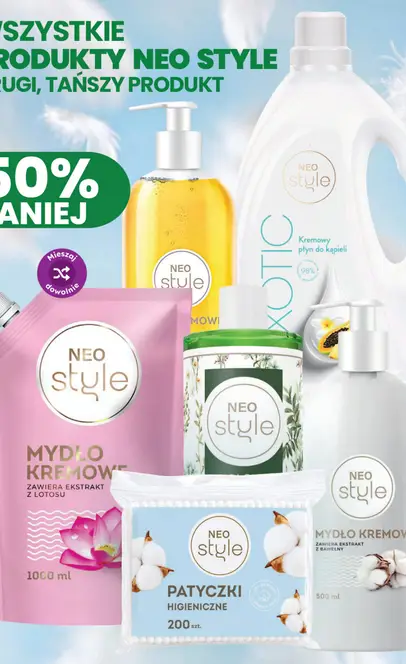 WSZYSTKIE
PRODUKTY NEO STYLE
DRUGI, TAŃSZY PRODUKT
50%
TANIEJ
Mieszaj
dowolnie
NEO
style
NEO
style
Kremowy
płyn do kąpieli
98%
EXOTIC
NEO
style
MYDŁO
KREMOWE
ZAWIERA EKSTRAKT
Z LOTOSU
1000 ml
NEO
style
NEO
style
PATYCZKI
HIGIENICZNE
200 szt.
NEO
style
MYDŁO KREMOW
ZAWIERA EKSTRAKT
Z BAWEŁNY
500 ml